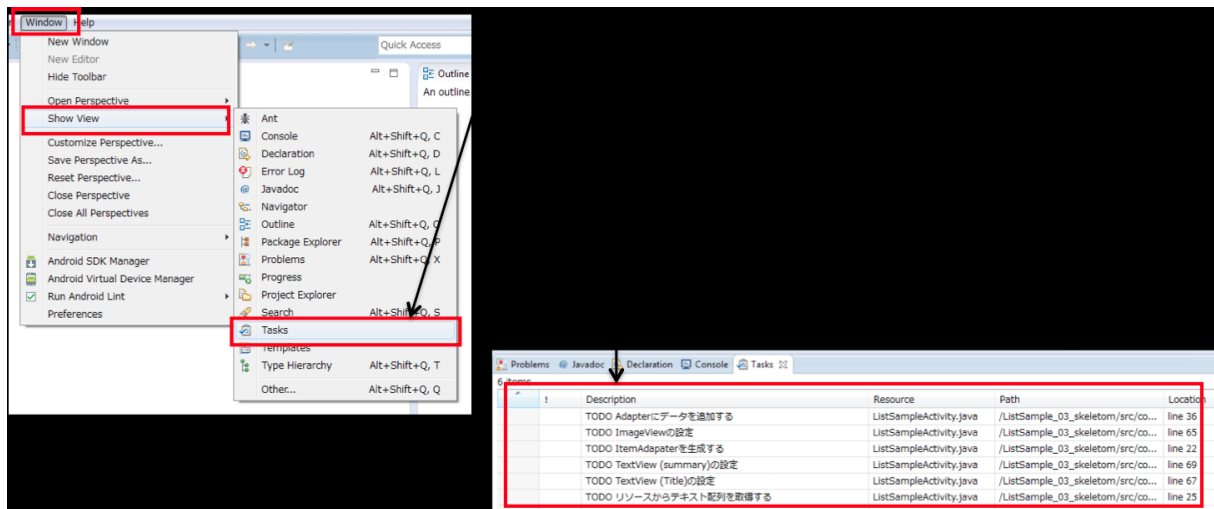 Window Help
New Window
New Editor
Hide Toolbar
Open Perspective
Show View
Customize Perspective...
Save Perspective As...
Reset Perspective...
Close Perspective
Close All Perspectives
Navigation
Android SDK Manager
Android Virtual Device Manager
Run Android Lint
Preferences
Quick Access
Outline
An outline
Ant
Console Alt+Shift+Q, C
Declaration Alt+Shift+Q, D
Error Log Alt+Shift+Q, L
Javadoc Alt+Shift+Q, J
Navigator
Outline Alt+Shift+Q, O
Package Explorer Alt+Shift+Q, P
Problems Alt+Shift+Q, X
Progress
Project Explorer
Search Alt+Shift+Q, S
Tasks
Templates
Type Hierarchy Alt+Shift+Q, T
Other... Alt+Shift+Q, Q
Problems @ Javadoc Declaration Console Tasks
6 items
! Description Resource Path Location
TODO Adapterにデータを追加する ListSampleActivity.java /ListSample_03_skeletom/src/co... line 36
TODO ImageViewの設定 ListSampleActivity.java /ListSample_03_skeletom/src/co... line 65
TODO ItemAdapaterを生成する ListSampleActivity.java /ListSample_03_skeletom/src/co... line 22
TODO TextView (summary)の設定 ListSampleActivity.java /ListSample_03_skeletom/src/co... line 69
TODO TextView (Title)の設定 ListSampleActivity.java /ListSample_03_skeletom/src/co... line 67
TODO リソースからテキスト配列を取得する ListSampleActivity.java /ListSample_03_skeletom/src/co... line 25